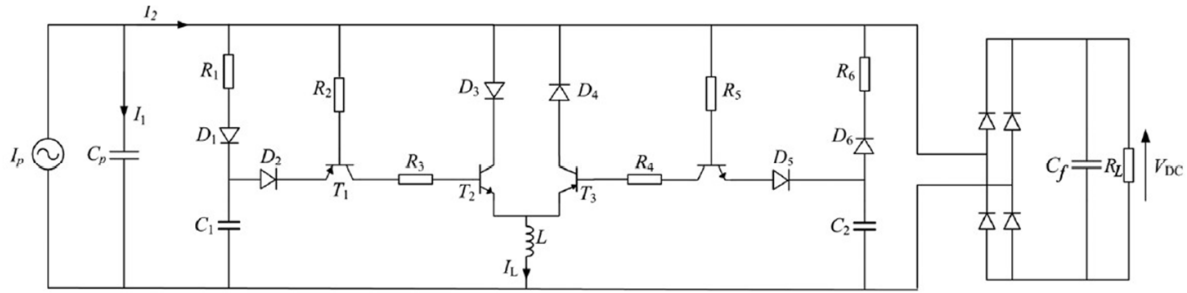 I2
R1
R2
D3
D4
R5
R6
I1
D1
D6
Ip
Cp
D2
R3
R4
D5
Cf
RL
VDC
T1
T2
T3
C1
L
C2
IL